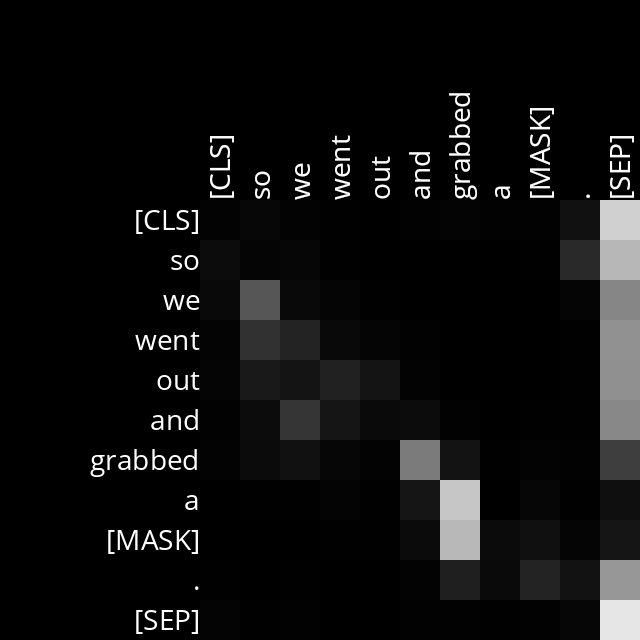 [CLS] so we went out and grabbed a [MASK] . [SEP]
[CLS]
so
we
went
out
and
grabbed
a
[MASK]
.
[SEP]